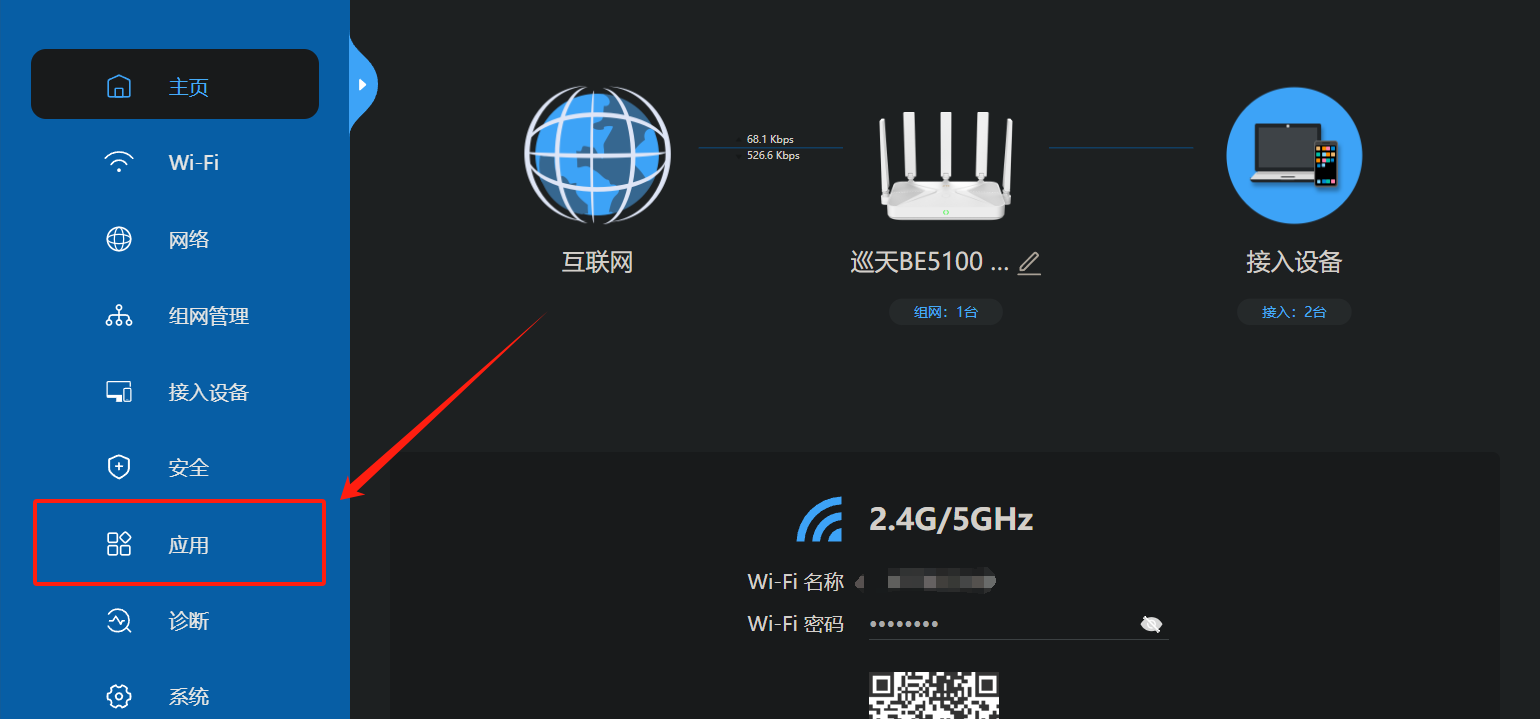 主页
Wi-Fi
网络
组网管理
接入设备
安全
应用
诊断
系统
68.1 Kbps
526.6 Kbps
互联网
巡天BE5100 ...
接入设备
组网：1台
接入：2台
2.4G/5GHz
Wi-Fi 名称
Wi-Fi 密码 ••••••••